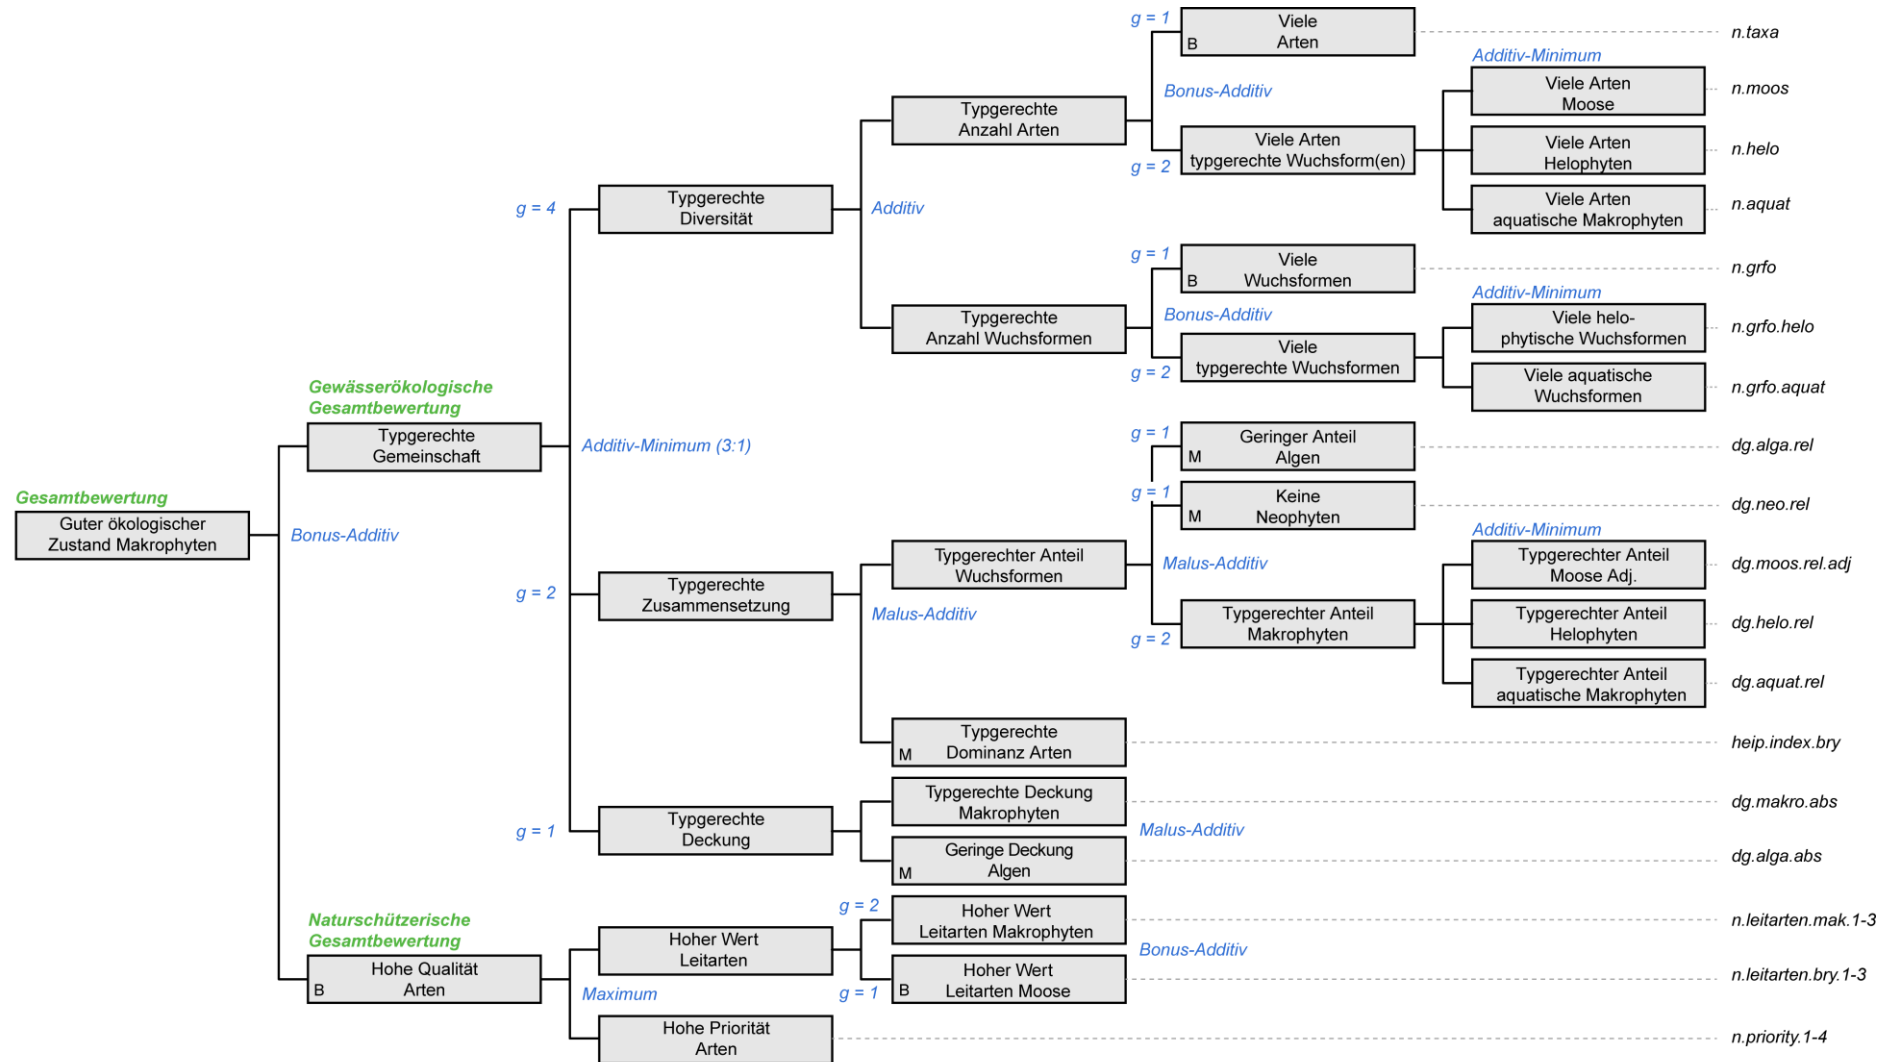 Gesamtbewertung
Guter ökologischer
Zustand Makrophyten
Bonus-Additiv
Gewässerökologische
Gesamtbewertung
Typgerechte
Gemeinschaft
Additiv-Minimum (3:1)
Naturschützerische
Gesamtbewertung
Hohe Qualität
B Arten
Maximum
g = 4
Typgerechte
Diversität
Additiv
g = 2
Typgerechte
Zusammensetzung
Malus-Additiv
g = 1
Typgerechte
Deckung
Hoher Wert
Leitarten
Hohe Priorität
Arten
Typgerechte
Anzahl Arten
Bonus-Additiv
Typgerechte
Anzahl Wuchsformen
Bonus-Additiv
Typgerechter Anteil
Wuchsformen
Malus-Additiv
Typgerechte
M Dominanz Arten
Typgerechte Deckung
Makrophyten
Malus-Additiv
Geringe Deckung
M Algen
g = 2
Hoher Wert
Leitarten Makrophyten
Bonus-Additiv
g = 1
Hoher Wert
B Leitarten Moose
g = 1
Viele
B Arten
g = 2
Viele Arten
typgerechte Wuchsform(en)
g = 1
Viele
B Wuchsformen
g = 2
Viele
typgerechte Wuchsformen
g = 1
Geringer Anteil
M Algen
g = 1
Keine
M Neophyten
g = 2
Typgerechter Anteil
Makrophyten
Additiv-Minimum
Viele Arten
Moose
Viele Arten
Helophyten
Viele Arten
aquatische Makrophyten
Additiv-Minimum
Viele helo-
phytische Wuchsformen
Viele aquatische
Wuchsformen
Additiv-Minimum
Typgerechter Anteil
Moose Adj.
Typgerechter Anteil
Helophyten
Typgerechter Anteil
aquatische Makrophyten
n.taxa
n.moos
n.helo
n.aquat
n.grfo
n.grfo.helo
n.grfo.aquat
dg.alga.rel
dg.neo.rel
dg.moos.rel.adj
dg.helo.rel
dg.aquat.rel
heip.index.bry
dg.makro.abs
dg.alga.abs
n.leitarten.mak.1-3
n.leitarten.bry.1-3
n.priority.1-4